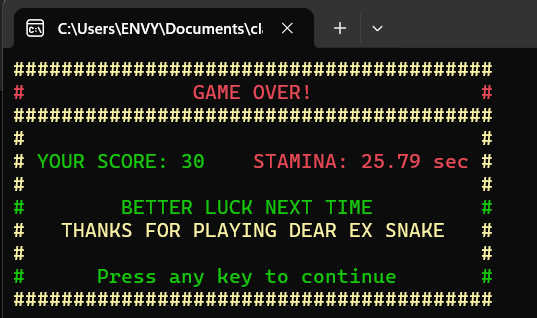 C:\Users\ENVY\Documents\cl
########################################
# GAME OVER! #
########################################
# #
# YOUR SCORE: 30 STAMINA: 25.79 sec #
# #
# BETTER LUCK NEXT TIME #
# THANKS FOR PLAYING DEAR EX SNAKE #
# #
# Press any key to continue #
########################################